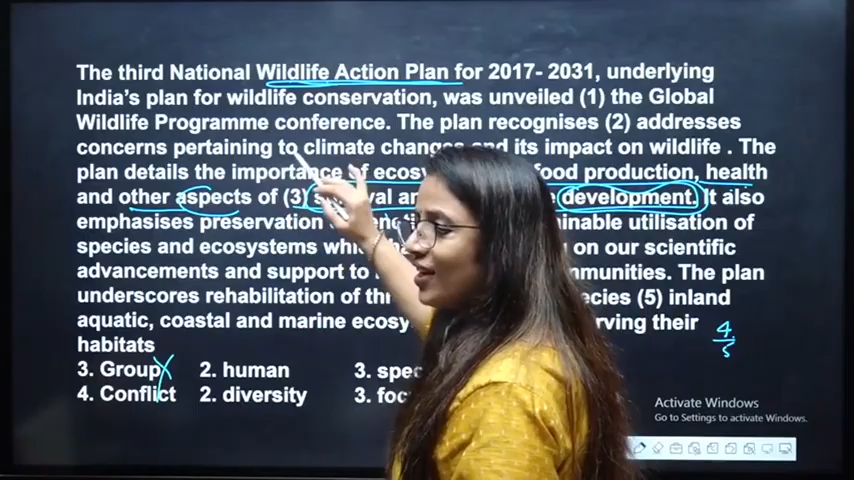 The third National Wildlife Action Plan for 2017- 2031, underlying
India's plan for wildlife conservation, was unveiled (1) the Global
Wildlife Programme conference. The plan recognises (2) addresses
concerns pertaining to climate changes and its impact on wildlife . The
plan details the importance of food production, health
and other aspects of (3) development. It also
emphasises preservation utilisation of
species and ecosystems on our scientific
advancements and support to The plan
underscores rehabilitation of (5) inland
aquatic, coastal and marine their
habitats
4
5
3. Group 2. human 3.
4. Conflict 2. diversity 3.
Activate Windows
Go to Settings to activate Windows.